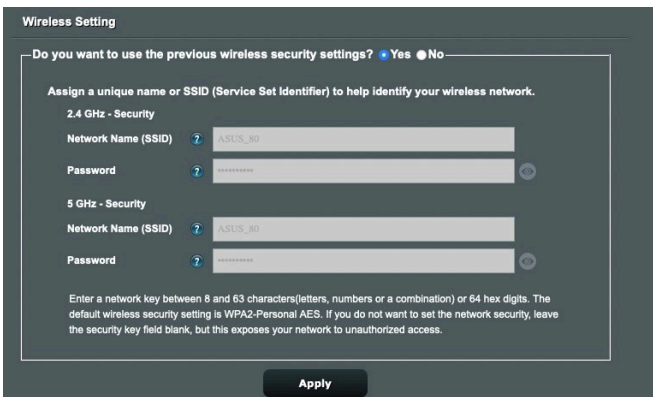 Wireless Setting
Do you want to use the previous wireless security settings? Yes No
Assign a unique name or SSID (Service Set Identifier) to help identify your wireless network.
2.4 GHz - Security
Network Name (SSID) ? ASUS_80
Password ? ••••••••••
5 GHz - Security
Network Name (SSID) ? ASUS_80
Password ? ••••••••••
Enter a network key between 8 and 63 characters(letters, numbers or a combination) or 64 hex digits. The
default wireless security setting is WPA2-Personal AES. If you do not want to set the network security, leave
the security key field blank, but this exposes your network to unauthorized access.
Apply